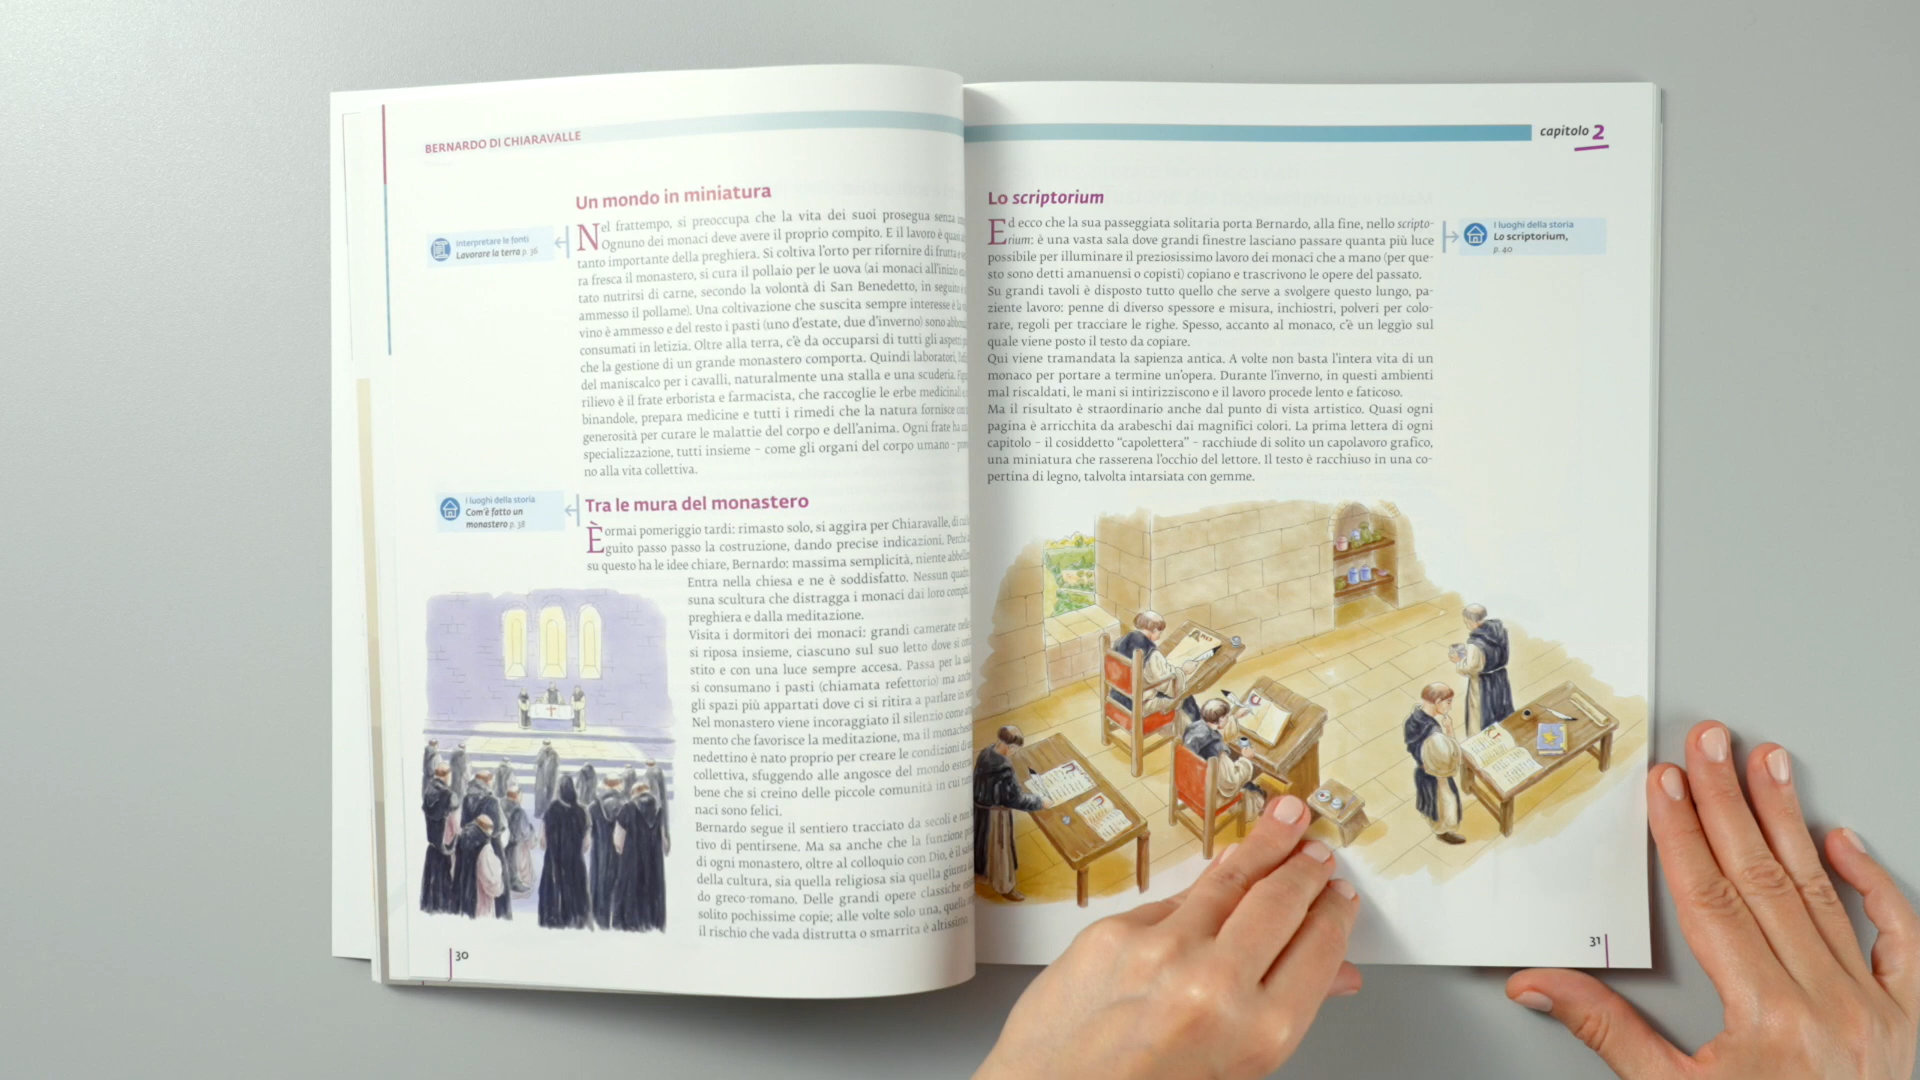 BERNARDO DI CHIARAVALLE
Un mondo in miniatura
Nel frattempo, si preoccupa che la vita dei suoi prosegua senza
Ognuno dei monaci deve avere il proprio compito. E il lavoro è quasi
tanto importante della preghiera. Si coltiva l'orto per rifornire di frutta e
ra fresca il monastero, si cura il pollaio per le uova (ai monaci all'inizio
tato nutrirsi di carne, secondo la volontà di San Benedetto, in seguito
ammesso il pollame). Una coltivazione che suscita sempre interesse è la
vino è ammesso e del resto i pasti (uno d'estate, due d'inverno) sono
consumati in letizia. Oltre alla terra, c'è da occuparsi di tutti gli aspetti
che la gestione di un grande monastero comporta. Quindi laboratori,
del maniscalco per i cavalli, naturalmente una stalla e una scuderia.
rilievo è il frate erborista e farmacista, che raccoglie le erbe medicinali
binandole, prepara medicine e tutti i rimedi che la natura fornisce
generosità per curare le malattie del corpo e dell'anima. Ogni frate ha
specializzazione, tutti insieme – come gli organi del corpo umano –
no alla vita collettiva.
Interpretare le fonti
Lavorare la terra p. 36
Tra le mura del monastero
È ormai pomeriggio tardi: rimasto solo, si aggira per Chiaravalle, di
guito passo passo la costruzione, dando precise indicazioni. Perché
su questo ha le idee chiare, Bernardo: massima semplicità, niente
Entra nella chiesa e ne è soddisfatto. Nessun
suna scultura che distragga i monaci dai loro
preghiera e dalla meditazione.
Visita i dormitori dei monaci: grandi camerate
si riposa insieme, ciascuno sul suo letto dove si
stito e con una luce sempre accesa. Passa per la
si consumano i pasti (chiamata refettorio) ma
gli spazi più appartati dove ci si ritira a parlare
Nel monastero viene incoraggiato il silenzio come
mento che favorisce la meditazione, ma il
nedettino è nato proprio per creare le condizioni di
collettiva, sfuggendo alle angosce del mondo
bene che si creino delle piccole comunità in cui
naci sono felici.
Bernardo segue il sentiero tracciato da secoli e
tivo di pentirsene. Ma sa anche che la funzione
di ogni monastero, oltre al colloquio con Dio, è il
della cultura, sia quella religiosa sia quella
do greco-romano. Delle grandi opere classiche
solito pochissime copie; alle volte solo una,
il rischio che vada distrutta o smarrita è altissimo.
I luoghi della storia
Com'è fatto un
monastero p. 38
30
capitolo 2
Lo scriptorium
Ed ecco che la sua passeggiata solitaria porta Bernardo, alla fine, nello scripto-
rium: è una vasta sala dove grandi finestre lasciano passare quanta più luce
possibile per illuminare il preziosissimo lavoro dei monaci che a mano (per que-
sto sono detti amanuensi o copisti) copiano e trascrivono le opere del passato.
Su grandi tavoli è disposto tutto quello che serve a svolgere questo lungo, pa-
ziente lavoro: penne di diverso spessore e misura, inchiostri, polveri per colo-
rare, regoli per tracciare le righe. Spesso, accanto al monaco, c'è un leggio sul
quale viene posto il testo da copiare.
Qui viene tramandata la sapienza antica. A volte non basta l'intera vita di un
monaco per portare a termine un'opera. Durante l'inverno, in questi ambienti
mal riscaldati, le mani si intirizziscono e il lavoro procede lento e faticoso.
Ma il risultato è straordinario anche dal punto di vista artistico. Quasi ogni
pagina è arricchita da arabeschi dai magnifici colori. La prima lettera di ogni
capitolo – il cosiddetto “capolettera” – racchiude di solito un capolavoro grafico,
una miniatura che rasserena l'occhio del lettore. Il testo è racchiuso in una co-
pertina di legno, talvolta intarsiata con gemme.
I luoghi della storia
Lo scriptorium,
p. 40
31